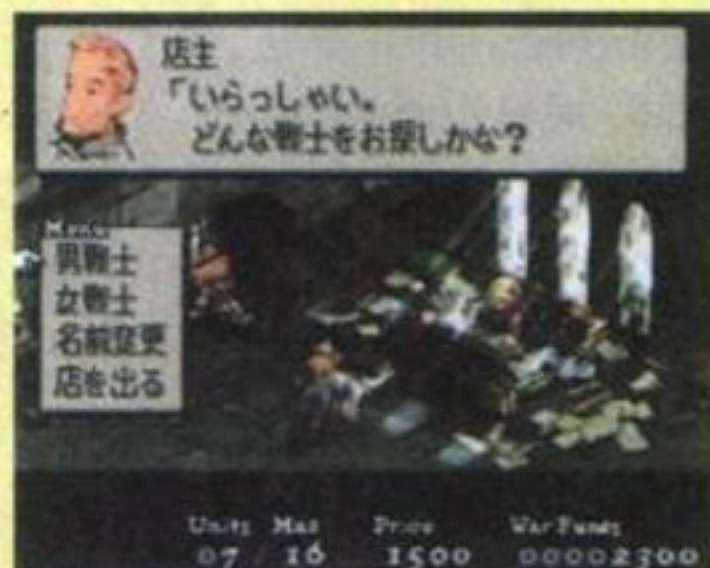 店主
「いらっしゃい。
どんな戦士をお探しかな？
Menu
男戦士
女戦士
名前変更
店を出る
Units Max Price War Funds
07 / 16 1500 00002300